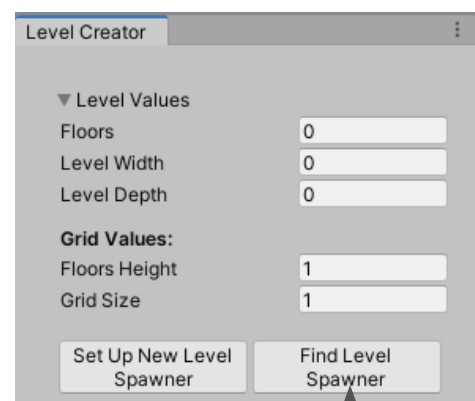 Level Creator
Level Values
Floors 0
Level Width 0
Level Depth 0
Grid Values:
Floors Height 1
Grid Size 1
Set Up New Level Spawner
Find Level Spawner